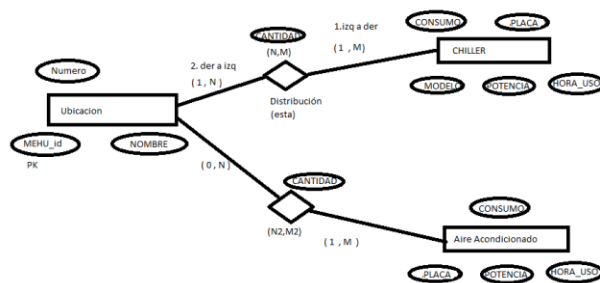 CANTIDAD
(N,M)
1.izq a der
(1 , M)
CONSUMO
.PLACA
CHILLER
.MODELO
POTENCIA
HORA_USO
Numero
2. der a izq
( 1 , N )
Distribución
(esta)
Ubicacion
MEHU_id
PK
NOMBRE
( 0 , N )
CANTIDAD
(N2,M2)
( 1 , M )
CONSUMO
Aire Acondicionado
.PLACA
POTENCIA
HORA_USO